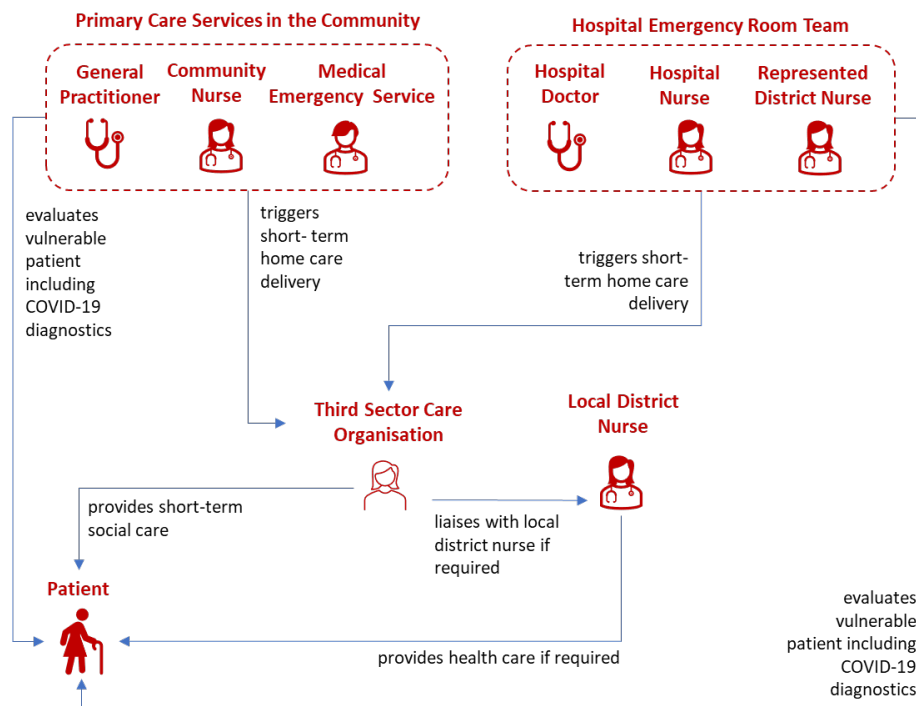 Primary Care Services in the Community
General
Practitioner
Community
Nurse
Medical
Emergency Service
Hospital Emergency Room Team
Hospital
Doctor
Hospital
Nurse
Represented
District Nurse
evaluates
vulnerable
patient
including
COVID-19
diagnostics
triggers
short- term
home care
delivery
triggers short-
term home care
delivery
Third Sector Care
Organisation
Local District
Nurse
provides short-term
social care
liaises with local
district nurse if
required
Patient
provides health care if required
evaluates
vulnerable
patient including
COVID-19
diagnostics